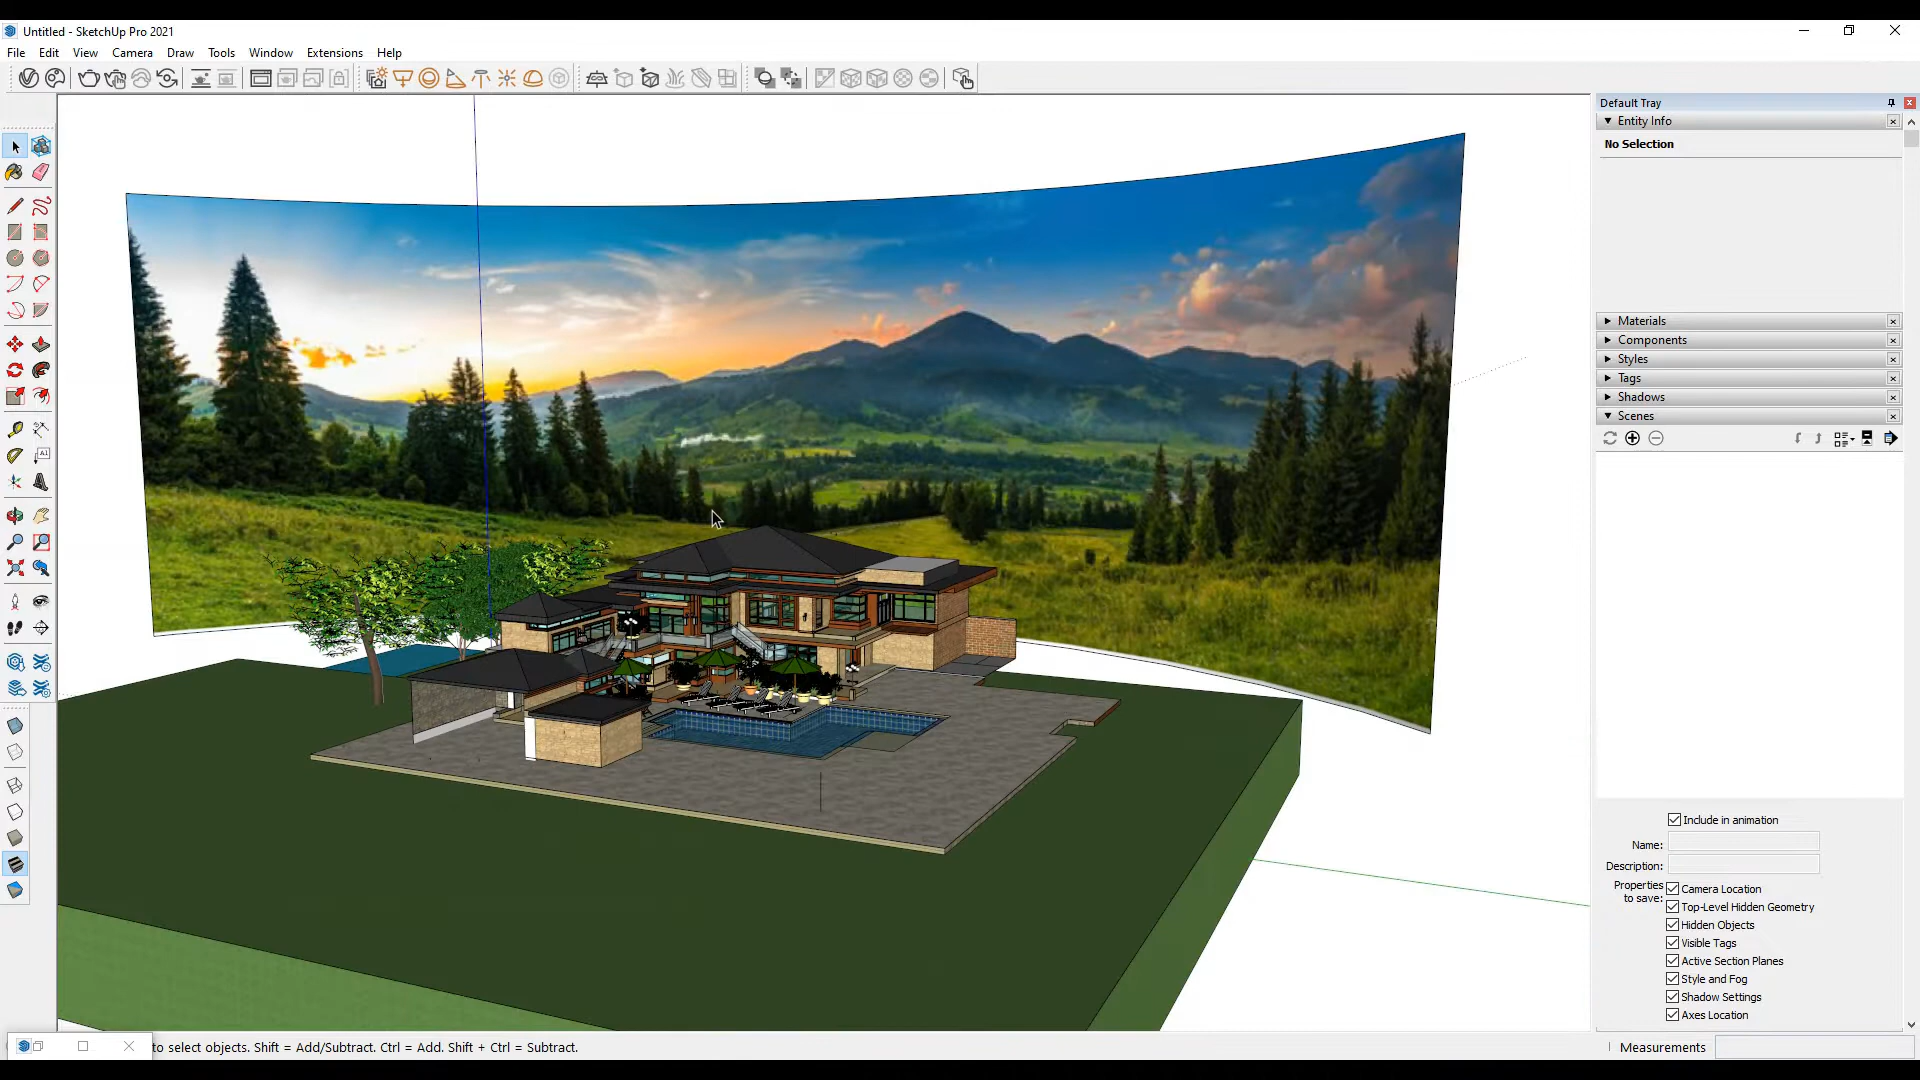 Untitled - SketchUp Pro 2021
File Edit View Camera Draw Tools Window Extensions Help
Default Tray
Entity Info
No Selection
Materials
Components
Styles
Tags
Shadows
Scenes
Include in animation
Name:
Description:
Properties to save:
Camera Location
Top-Level Hidden Geometry
Hidden Objects
Visible Tags
Active Section Planes
Style and Fog
Shadow Settings
Axes Location
to select objects. Shift = Add/Subtract. Ctrl = Add. Shift + Ctrl = Subtract.
Measurements